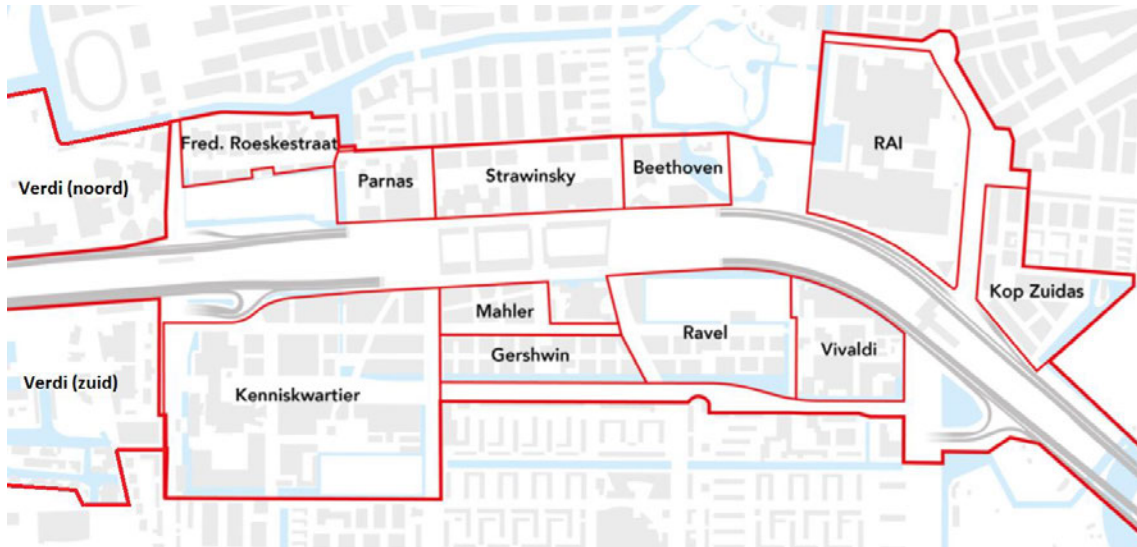 Fred. Roeskestraat
RAI
Verdi (noord)
Parnas
Strawinsky
Beethoven
Mahler
Kop Zuidas
Gershwin
Ravel
Vivaldi
Verdi (zuid)
Kenniskwartier